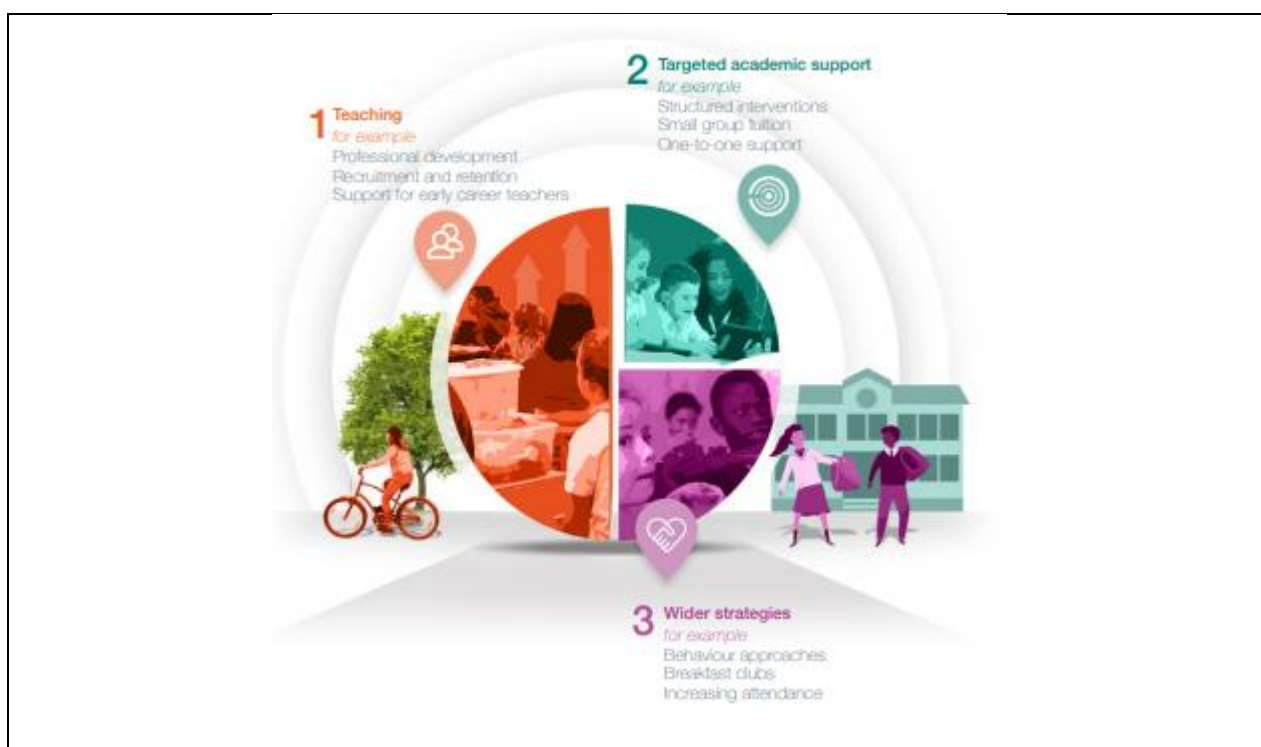 1 Teaching
for example
Professional development
Recruitment and retention
Support for early career teachers
2 Targeted academic support
for example
Structured interventions
Small group tuition
One-to-one support
3 Wider strategies
for example
Behaviour approaches
Breakfast clubs
Increasing attendance